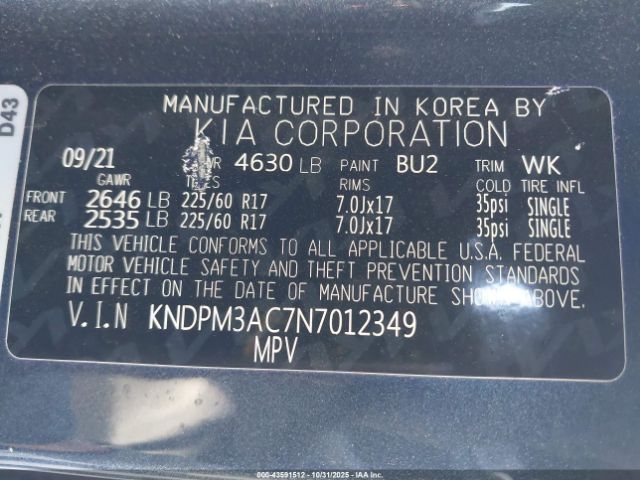 D43
MANUFACTURED IN KOREA BY
KIA CORPORATION
09/21 4630 LB PAINT BU2 TRIM WK
GAWR RIMS COLD TIRE INFL
FRONT 2646 LB 225/60 R17 7.0Jx17 35psi SINGLE
REAR 2535 LB 225/60 R17 7.0Jx17 35psi SINGLE
THIS VEHICLE CONFORMS TO ALL APPLICABLE U.S.A. FEDERAL
MOTOR VEHICLE SAFETY AND THEFT PREVENTION STANDARDS
IN EFFECT ON THE DATE OF MANUFACTURE SHOWN ABOVE.
V.I.N KNDPM3AC7N7012349
MPV
© 43591512 - 10/31/2025 - IAA Holdings, LLC